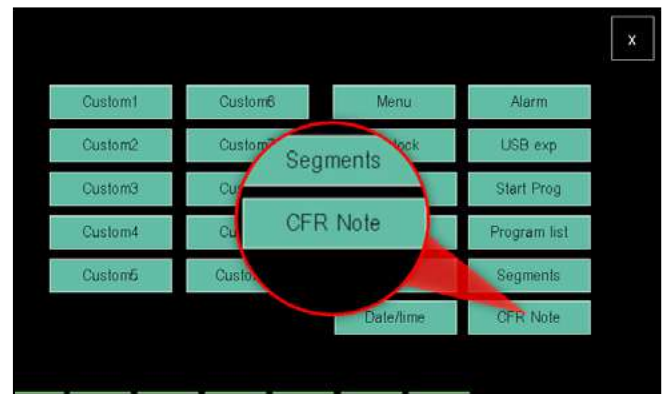 x
Custom1 Custom6 Menu Alarm
Custom2 USB exp
Segments
Custom3 Start Prog
CFR Note
Custom4 Program list
Custom5 Segments
Date/time CFR Note